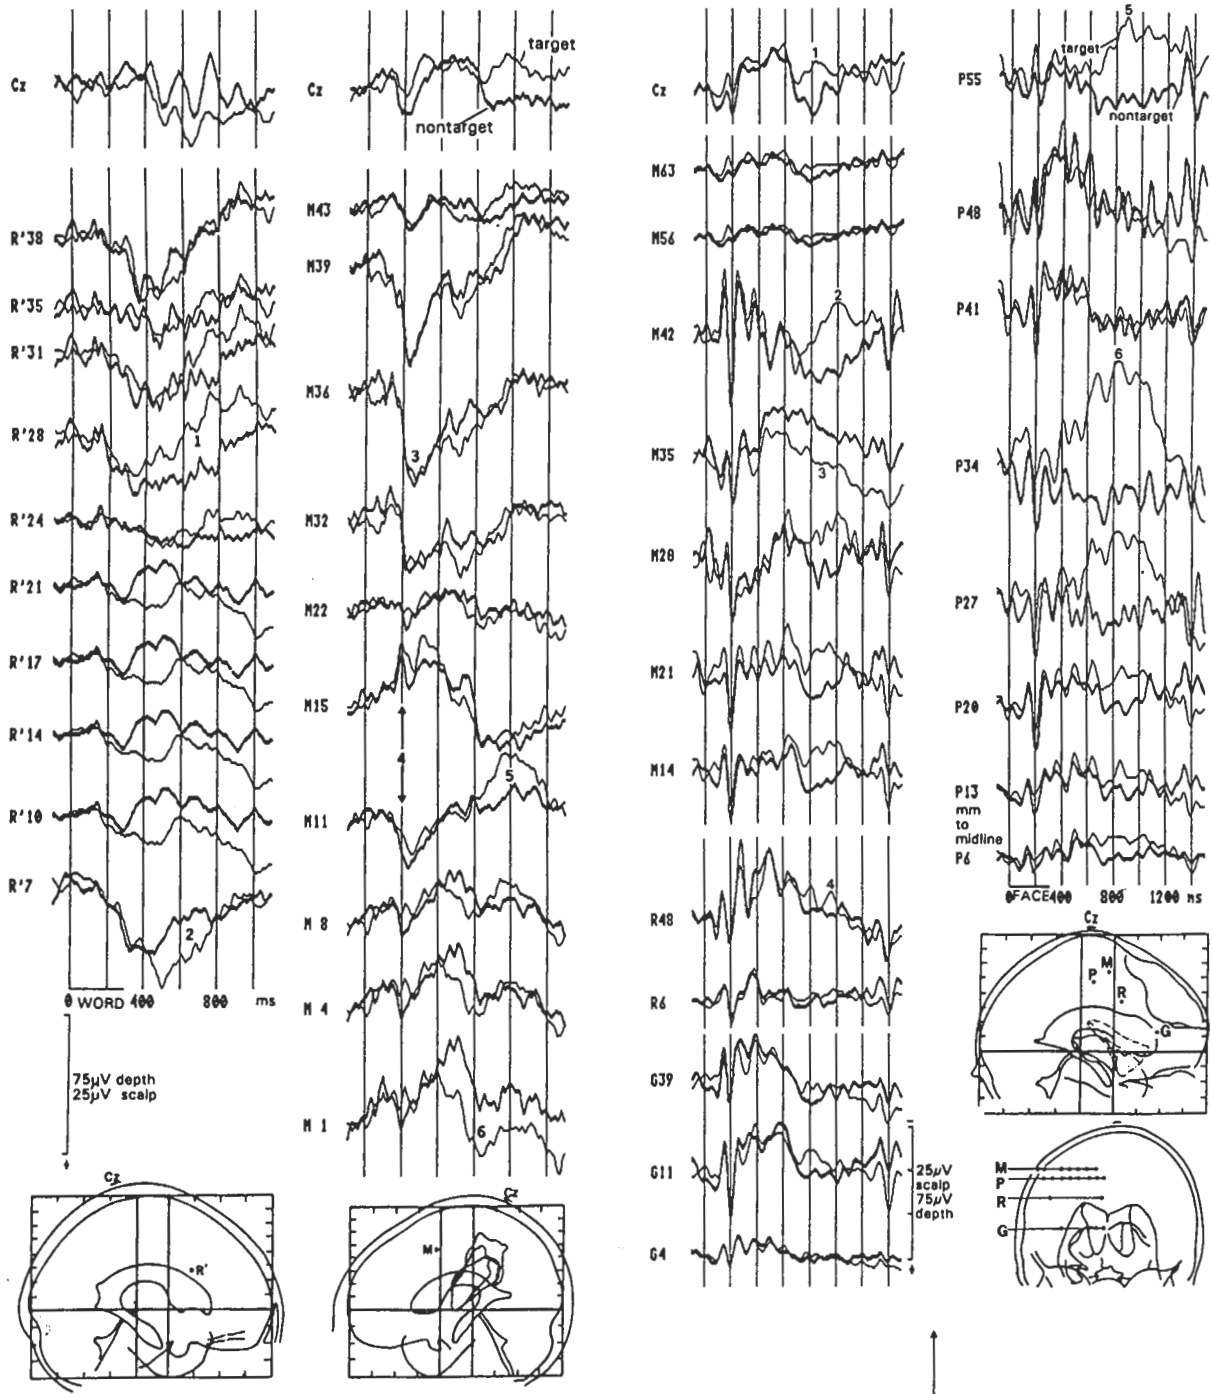 Cz
R'38
R'35
R'31
R'28
1
R'24
R'21
R'17
R'14
R'10
R'7
2
0 WORD 400 800 ms
75µV depth
25µV scalp
Cz
R'
target
Cz
nontarget
M43
M39
M36
3
M32
M22
M15
4
5
M11
M 8
M 4
M 1
6
Cz
M
1
Cz
M63
M56
2
M42
M35
3
M28
M21
M14
4
R48
R6
G39
G11
25µV
scalp
75µV
depth
G4
5
target
P55
nontarget
P48
P41
6
P34
P27
P20
P13
mm
to
midline
P6
0 FACE 400 800 1200 ms
Cz
M
P
R
G
M
P
R
G